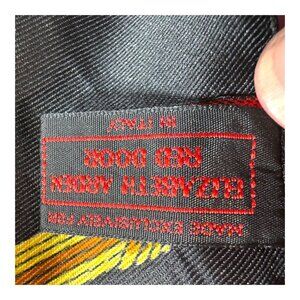 MADE EXCLUSIVELY FOR
ELIZABETH ARDEN
RED DOOR
IN ITALY